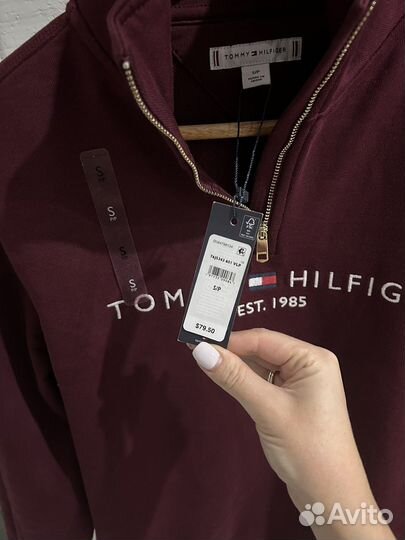 TOMMY HILFIGER
S/P
S
S
S
S
S/P
$79.50
TOM HILFIG
EST. 1985
Avito